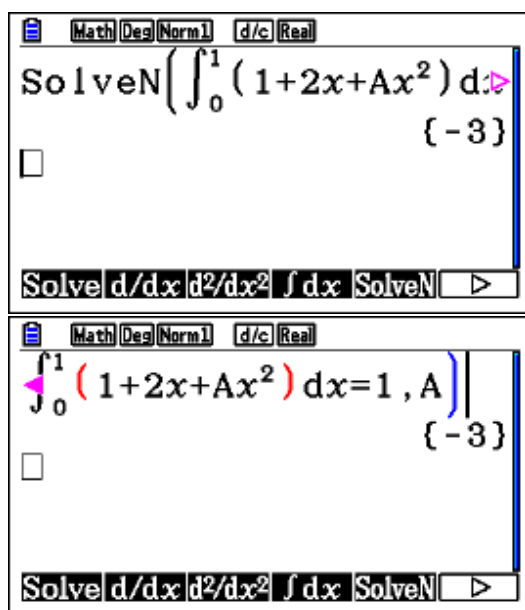 Math Deg Norm1 d/c Real
SolveN(∫₀¹(1+2x+Ax²)d
{-3}
Solve d/dx d²/dx² ∫dx SolveN ▷
Math Deg Norm1 d/c Real
∫₀¹(1+2x+Ax²)dx=1,A)
{-3}
Solve d/dx d²/dx² ∫dx SolveN ▷